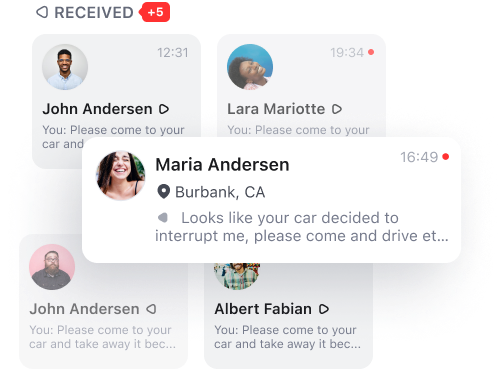 RECEIVED +5
12:31
John Andersen
You: Please come to your
car and
19:34
Lara Mariotte
You: Please come to your
16:49
Maria Andersen
Burbank, CA
Looks like your car decided to
interrupt me, please come and drive et...
John Andersen
You: Please come to your
car and take away it bec...
Albert Fabian
You: Please come to your
car and take away it bec...